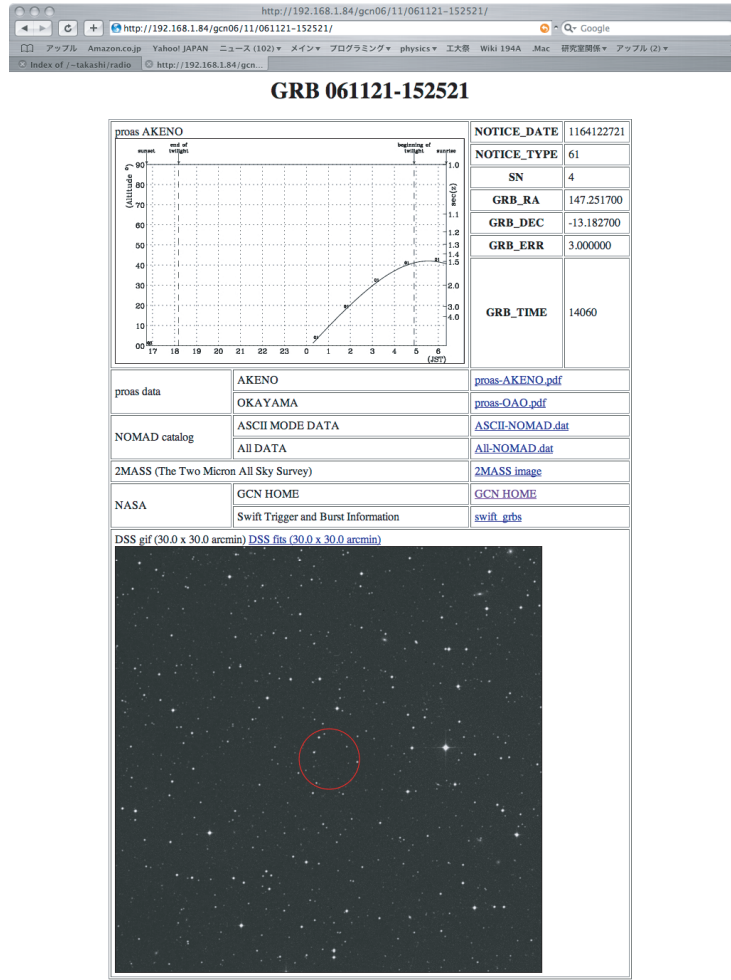 http://192.168.1.84/gcn06/11/061121-152521/
http://192.168.1.84/gcn06/11/061121-152521/
Google
アップル Amazon.co.jp Yahoo! JAPAN ニュース (102) メイン プログラミング physics 工大祭 Wiki 194A .Mac 研究室関係 アップル (2)
Index of /~takashi/radio http://192.168.1.84/gcn...
GRB 061121-152521
proas AKENO
sunset end of twilight beginning of twilight sunrise
(Altitude °)
90
80
70
60
50
40
30
20
10
00
1.0
sec(z)
1.1
1.2
1.3
1.4
1.5
2.0
3.0
4.0
17 18 19 20 21 22 23 0 1 2 3 4 5 6
(JST)
NOTICE_DATE 1164122721
NOTICE_TYPE 61
SN 4
GRB_RA 147.251700
GRB_DEC -13.182700
GRB_ERR 3.000000
GRB_TIME 14060
proas data
AKENO proas-AKENO.pdf
OKAYAMA proas-OAO.pdf
NOMAD catalog
ASCII MODE DATA ASCII-NOMAD.dat
All DATA All-NOMAD.dat
2MASS (The Two Micron All Sky Survey) 2MASS image
NASA
GCN HOME GCN HOME
Swift Trigger and Burst Information swift grbs
DSS gif (30.0 x 30.0 arcmin) DSS fits (30.0 x 30.0 arcmin)